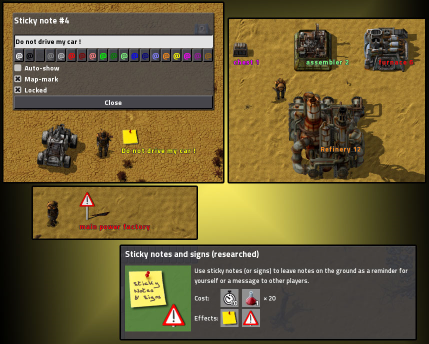 Sticky note #4
Do not drive my car !
@ @ @ @ @ @ @ @ @ @ @ @ @ @ @ @
Auto-show
Map-mark
Locked
Close
Do not drive my car !
chest 1
assembler 2
furnace 8
Refinery 17
main power factory
Sticky notes and signs (researched)
Sticky
Notes
& Signs
Use sticky notes (or signs) to leave notes on the ground as a reminder for
yourself or a message to other players.
Cost:
× 20
Effects: